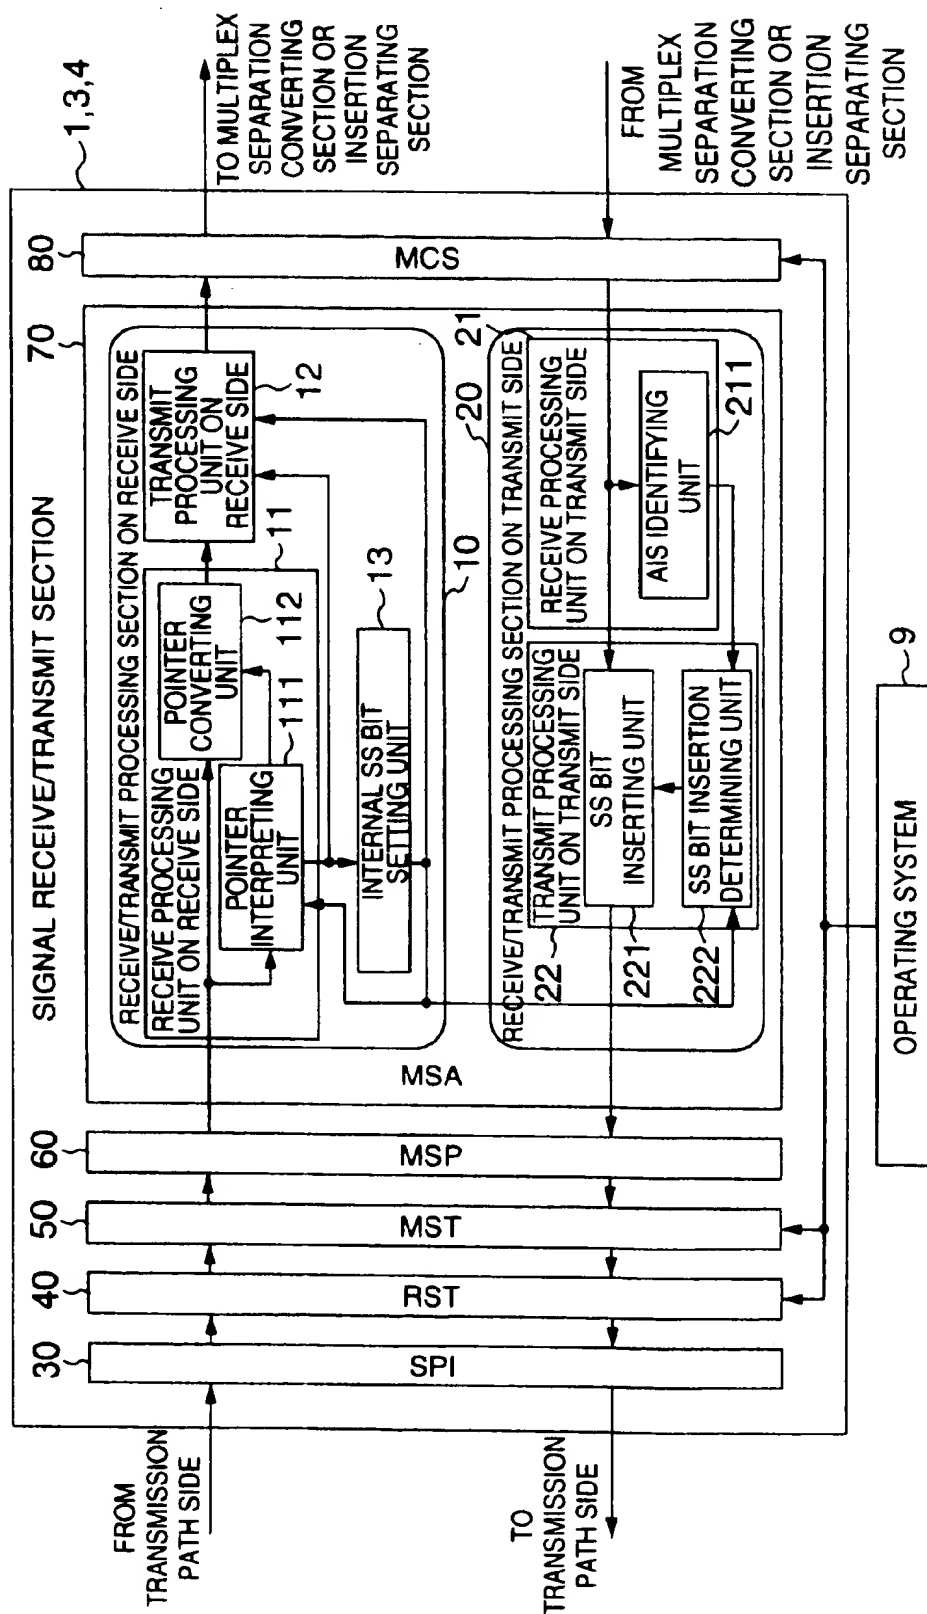 SIGNAL RECEIVE/TRANSMIT SECTION
1,3,4
FROM
TRANSMISSION
PATH SIDE
TO
TRANSMISSION
PATH SIDE
30
SPI
40
RST
50
MST
60
MSP
70
MSA
RECEIVE/TRANSMIT PROCESSING SECTION ON RECEIVE SIDE
RECEIVE PROCESSING
UNIT ON RECEIVE SIDE
POINTER
INTERPRETING
UNIT
111
POINTER
CONVERTING
UNIT
112
11
TRANSMIT
PROCESSING
UNIT ON
RECEIVE SIDE
12
INTERNAL SS BIT
SETTING UNIT
13
10
RECEIVE/TRANSMIT PROCESSING SECTION ON TRANSMIT SIDE
20
TRANSMIT PROCESSING
UNIT ON TRANSMIT SIDE
22
SS BIT
INSERTING UNIT
221
SS BIT INSERTION
DETERMINING UNIT
222
21
RECEIVE PROCESSING
UNIT ON TRANSMIT SIDE
AIS IDENTIFYING
UNIT
211
80
MCS
TO MULTIPLEX
SEPARATION
CONVERTING
SECTION OR
INSERTION
SEPARATING
SECTION
FROM
MULTIPLEX
SEPARATION
CONVERTING
SECTION OR
INSERTION
SEPARATING
SECTION
OPERATING SYSTEM
9